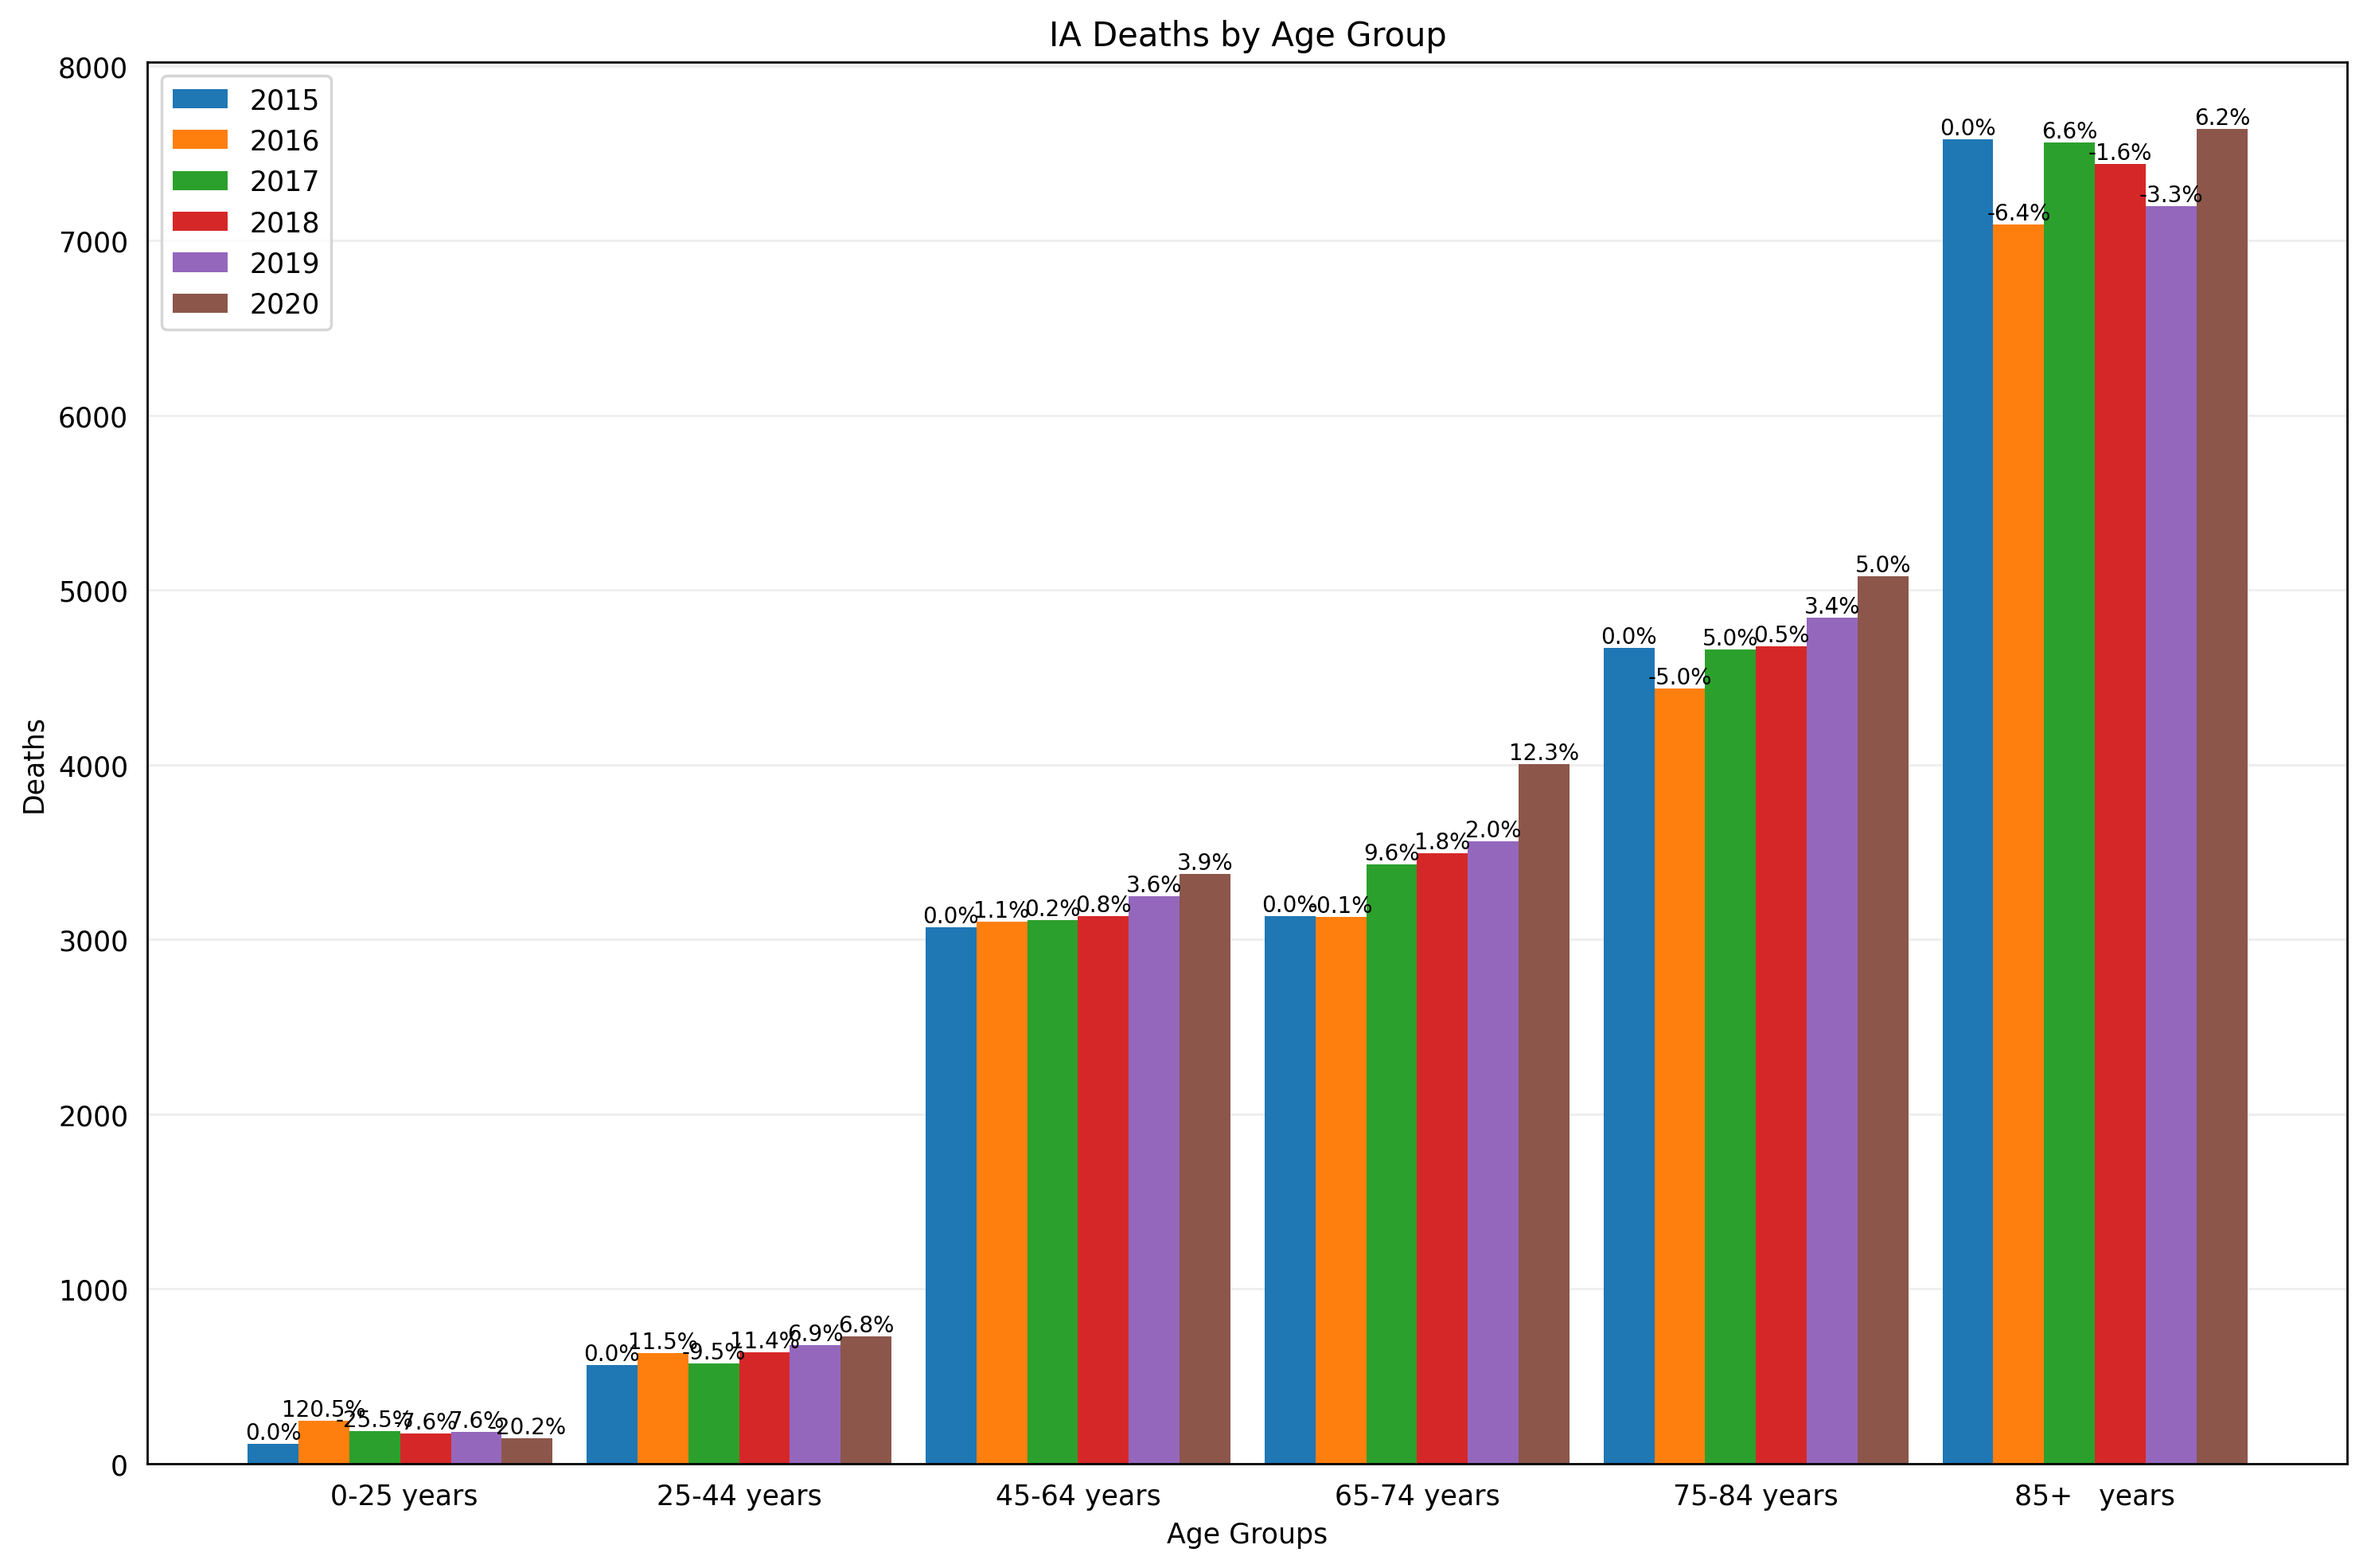 IA Deaths by Age Group
2015
2016
2017
2018
2019
2020
Deaths
8000
7000
6000
5000
4000
3000
2000
1000
0
0.0% 120.5% -25.5% -7.6% 7.6% -20.2%
0.0% 11.5% -9.5% 11.4% 6.9% 6.8%
0.0% 1.1% 0.2% 0.8% 3.6% 3.9%
0.0% -0.1% 9.6% 1.8% 2.0% 12.3%
0.0% -5.0% 5.0% 0.5% 3.4% 5.0%
0.0% -6.4% 6.6% -1.6% -3.3% 6.2%
0-25 years 25-44 years 45-64 years 65-74 years 75-84 years 85+   years
Age Groups